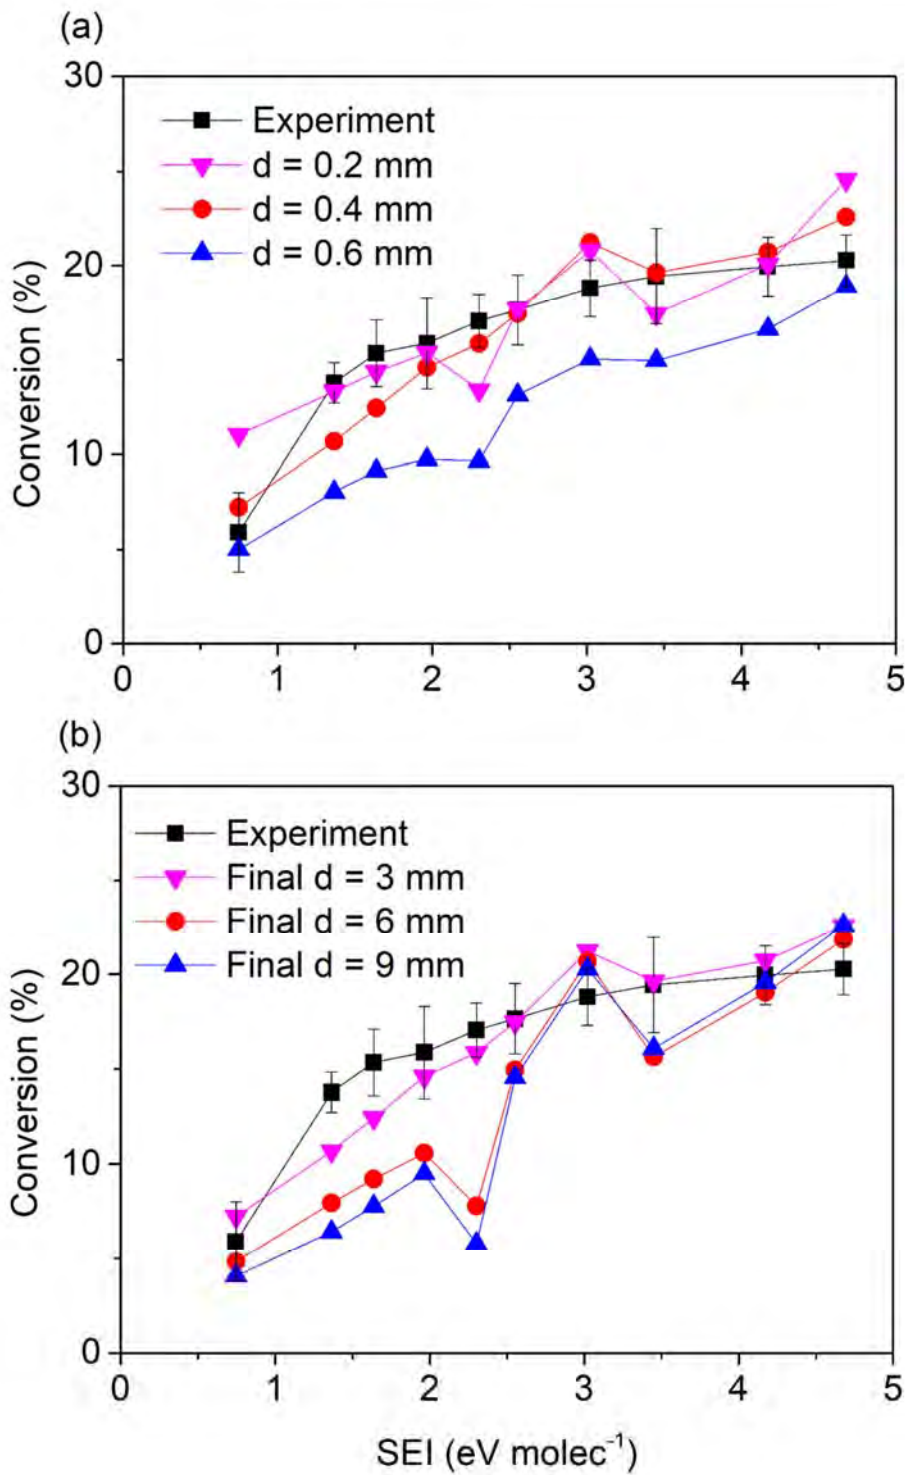 (a)
30
20
10
0
Conversion (%)
Experiment
d = 0.2 mm
d = 0.4 mm
d = 0.6 mm
0 1 2 3 4 5
(b)
30
20
10
0
Conversion (%)
Experiment
Final d = 3 mm
Final d = 6 mm
Final d = 9 mm
0 1 2 3 4 5
SEI (eV molec⁻¹)